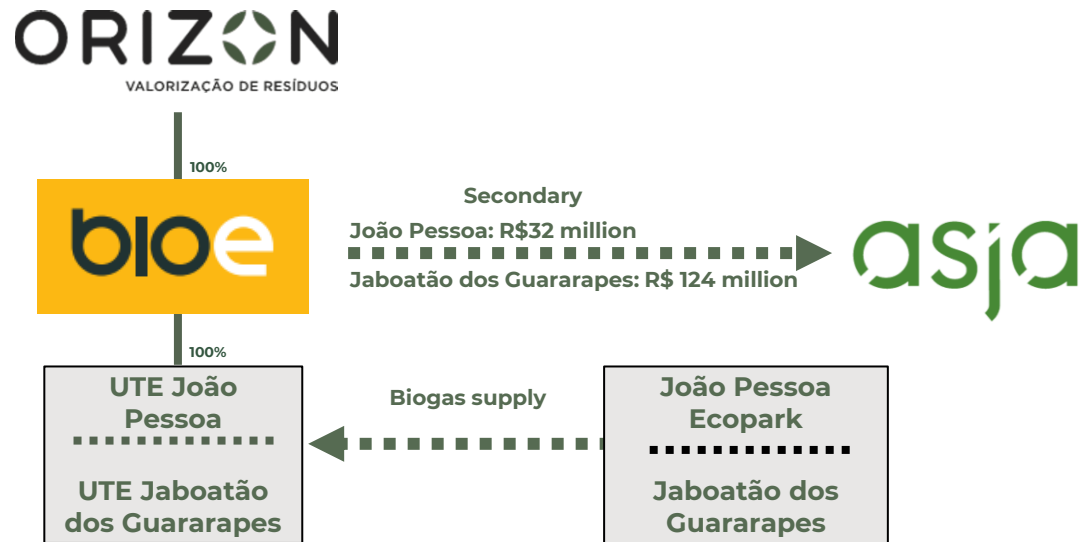 ORIZON
VALORIZAÇÃO DE RESÍDUOS
100%
bioe
Secondary
João Pessoa: R$32 million
Jaboatão dos Guararapes: R$ 124 million
asja
100%
UTE João
Pessoa
UTE Jaboatão
dos Guararapes
Biogas supply
João Pessoa
Ecopark
Jaboatão dos
Guararapes